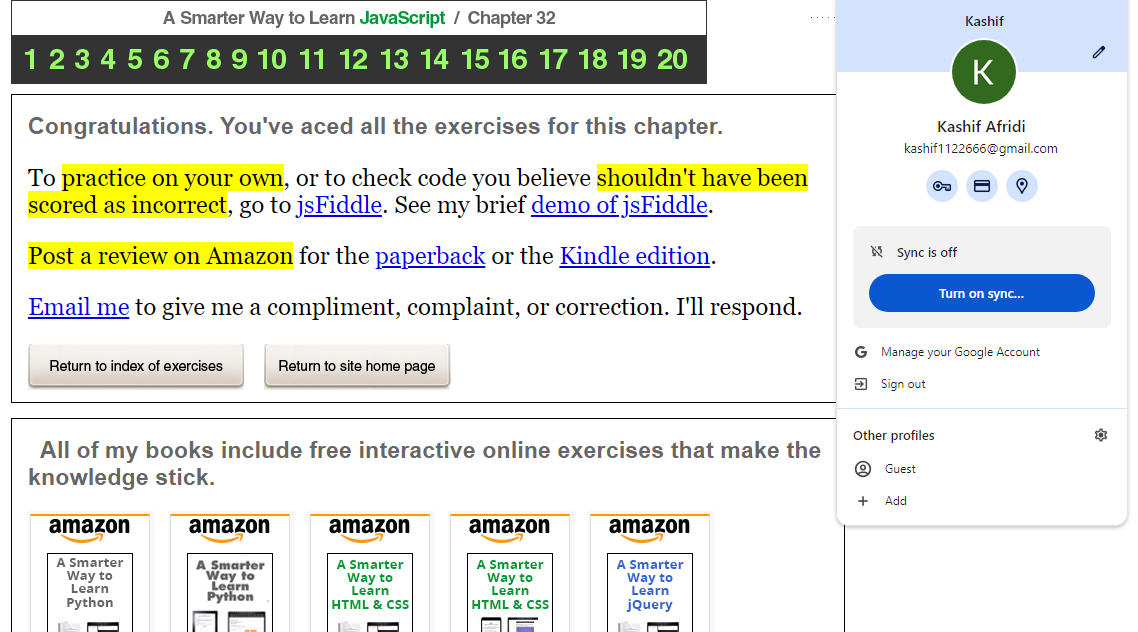 A Smarter Way to Learn JavaScript / Chapter 32
1 2 3 4 5 6 7 8 9 10 11 12 13 14 15 16 17 18 19 20
Congratulations. You've aced all the exercises for this chapter.
To practice on your own, or to check code you believe shouldn't have been
scored as incorrect, go to jsFiddle. See my brief demo of jsFiddle.
Post a review on Amazon for the paperback or the Kindle edition.
Email me to give me a compliment, complaint, or correction. I'll respond.
Return to index of exercises
Return to site home page
All of my books include free interactive online exercises that make the
knowledge stick.
amazon
A Smarter
Way to
Learn
Python
amazon
A Smarter
Way to
Learn
Python
amazon
A Smarter
Way to
Learn
HTML & CSS
amazon
A Smarter
Way to
Learn
HTML & CSS
amazon
A Smarter
Way to
Learn
jQuery
Kashif
K
Kashif Afridi
kashif1122666@gmail.com
Sync is off
Turn on sync...
G
Manage your Google Account
Sign out
Other profiles
Guest
Add